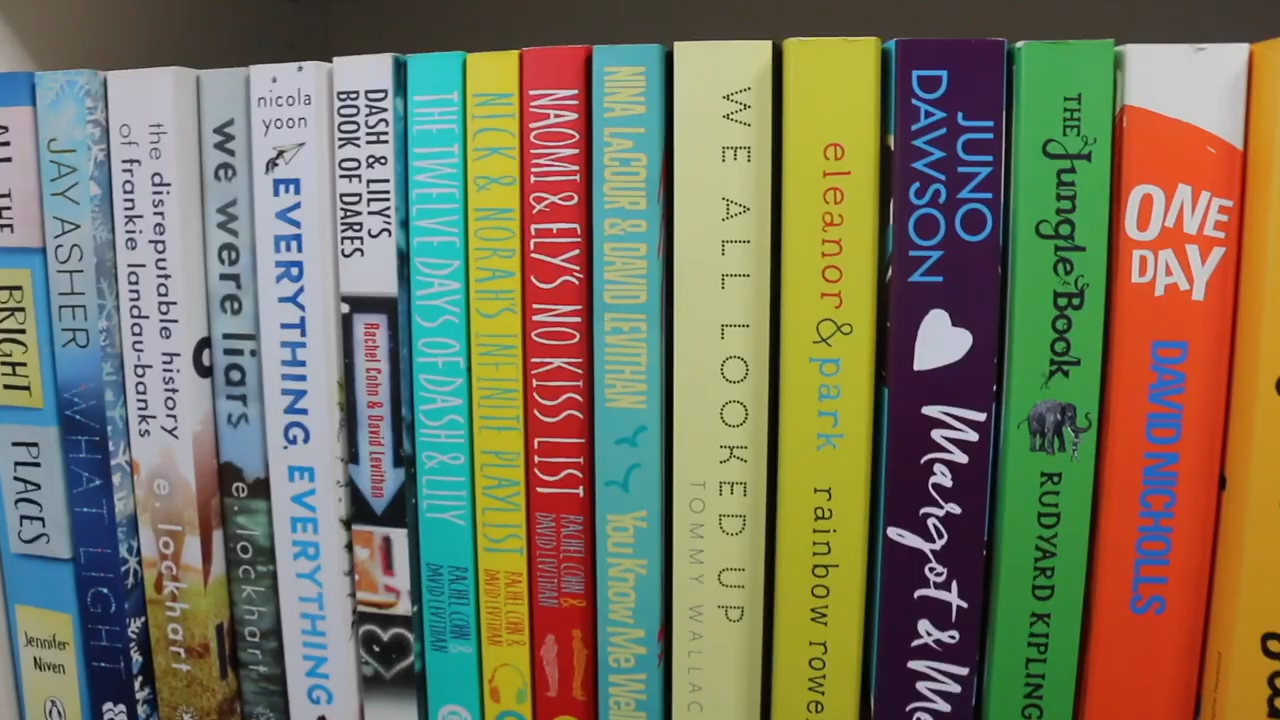 ALL THE
BRIGHT
PLACES
Jennifer
Niven
JAY ASHER
WHAT LIGHT
the disreputable history
of frankie landau-banks
e. lockhart
we were liars
e. lockhart
nicola
yoon
EVERYTHING, EVERYTHING
DASH & LILY'S
BOOK OF DARES
Rachel Cohn & David Levithan
THE TWELVE DAYS OF DASH & LILY
RACHEL COHN &
DAVID LEVITHAN
NICK & NORAH'S INFINITE PLAYLIST
RACHEL COHN &
DAVID LEVITHAN
NAOMI & ELY'S NO KISS LIST
RACHEL COHN &
DAVID LEVITHAN
NINA LACOUR & DAVID LEVITHAN
You Know Me Well
WE ALL LOOKED UP
TOMMY WALLAC
eleanor & park
rainbow rowe
JUNO
DAWSON
Margot & Me
THE
Jungle Book
RUDYARD KIPLING
ONE
DAY
DAVID NICHOLLS